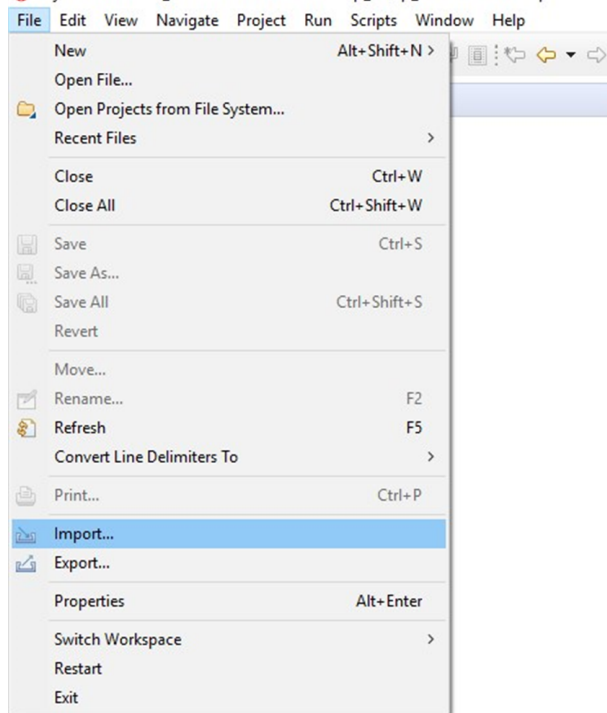 File Edit View Navigate Project Run Scripts Window Help
New Alt+Shift+N >
Open File...
Open Projects from File System...
Recent Files >
Close Ctrl+W
Close All Ctrl+Shift+W
Save Ctrl+S
Save As...
Save All Ctrl+Shift+S
Revert
Move...
Rename... F2
Refresh F5
Convert Line Delimiters To >
Print... Ctrl+P
Import...
Export...
Properties Alt+Enter
Switch Workspace >
Restart
Exit